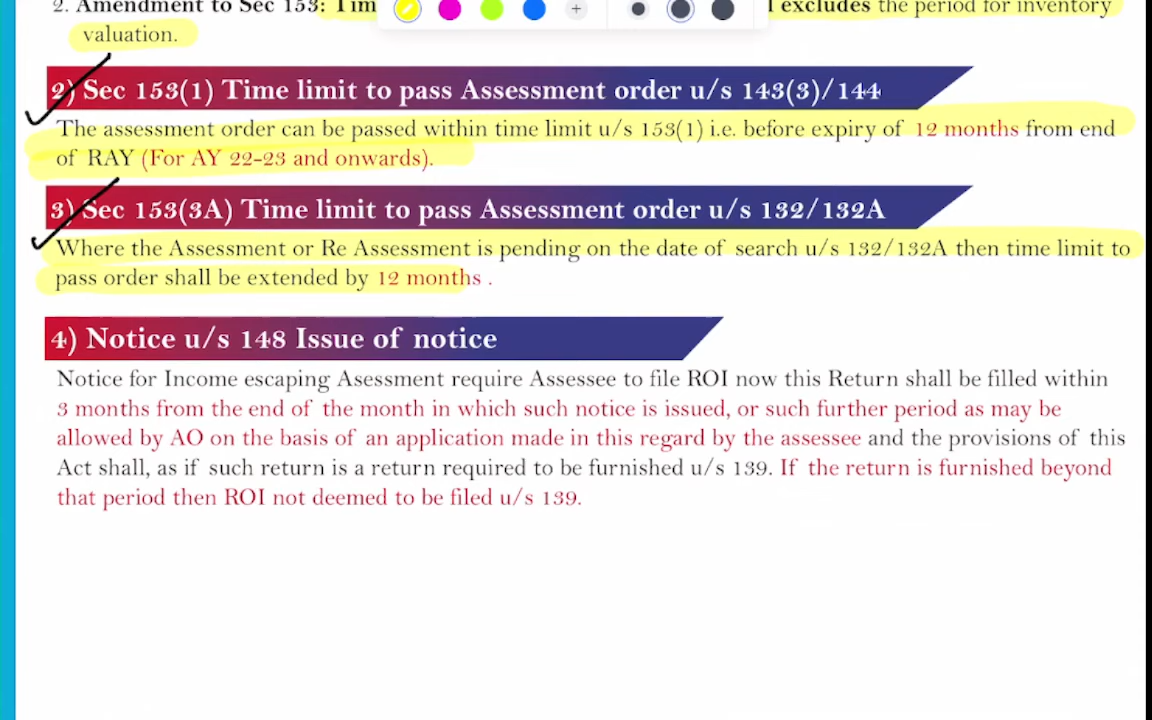 2. Amendment to Sec 153: Tim l excludes the period for inventory
valuation.
2) Sec 153(1) Time limit to pass Assessment order u/s 143(3)/144
The assessment order can be passed within time limit u/s 153(1) i.e. before expiry of 12 months from end
of RAY (For AY 22-23 and onwards).
3) Sec 153(3A) Time limit to pass Assessment order u/s 132/132A
Where the Assessment or Re Assessment is pending on the date of search u/s 132/132A then time limit to
pass order shall be extended by 12 months .
4) Notice u/s 148 Issue of notice
Notice for Income escaping Asessment require Assessee to file ROI now this Return shall be filled within
3 months from the end of the month in which such notice is issued, or such further period as may be
allowed by AO on the basis of an application made in this regard by the assessee and the provisions of this
Act shall, as if such return is a return required to be furnished u/s 139. If the return is furnished beyond
that period then ROI not deemed to be filed u/s 139.